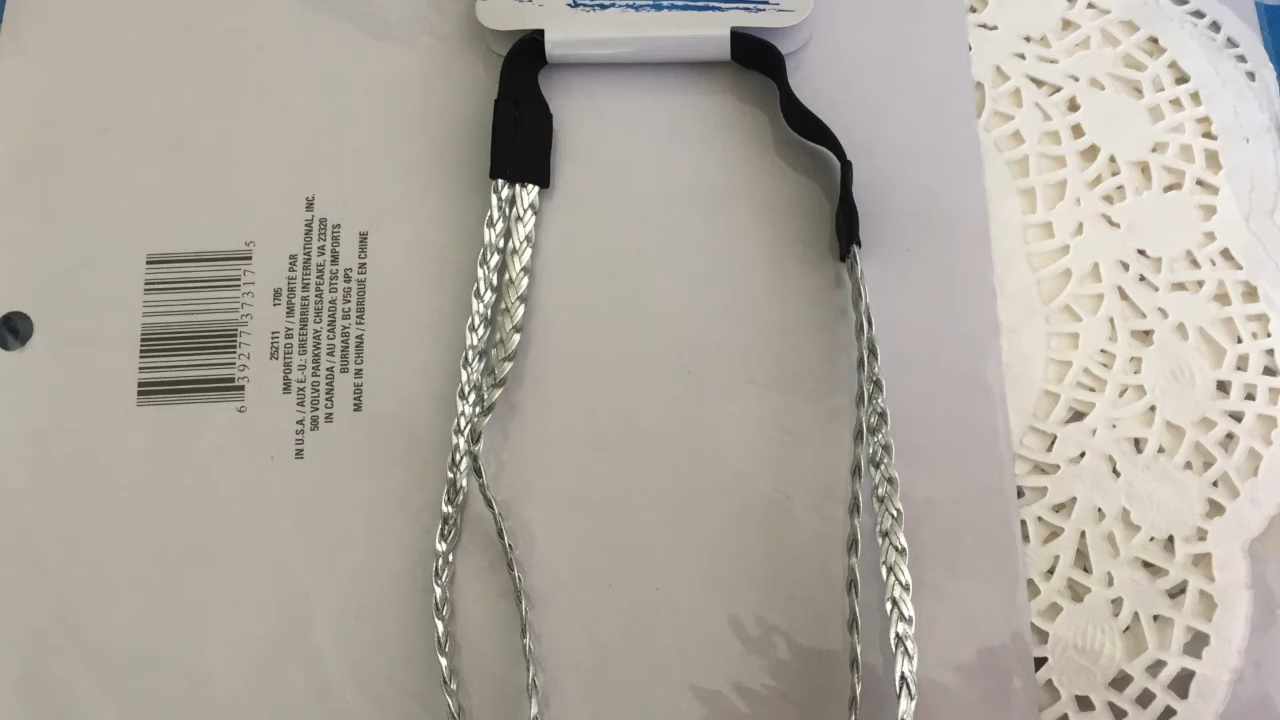 252111 1705
IMPORTED BY / IMPORTÉ PAR
IN U.S.A. / AUX É.-U.: GREENBRIER INTERNATIONAL, INC.
500 VOLVO PARKWAY, CHESAPEAKE, VA 23320
IN CANADA / AU CANADA: DTSC IMPORTS
BURNABY, BC V5G 4P3
MADE IN CHINA / FABRIQUÉ EN CHINE
6 39277 37317 5